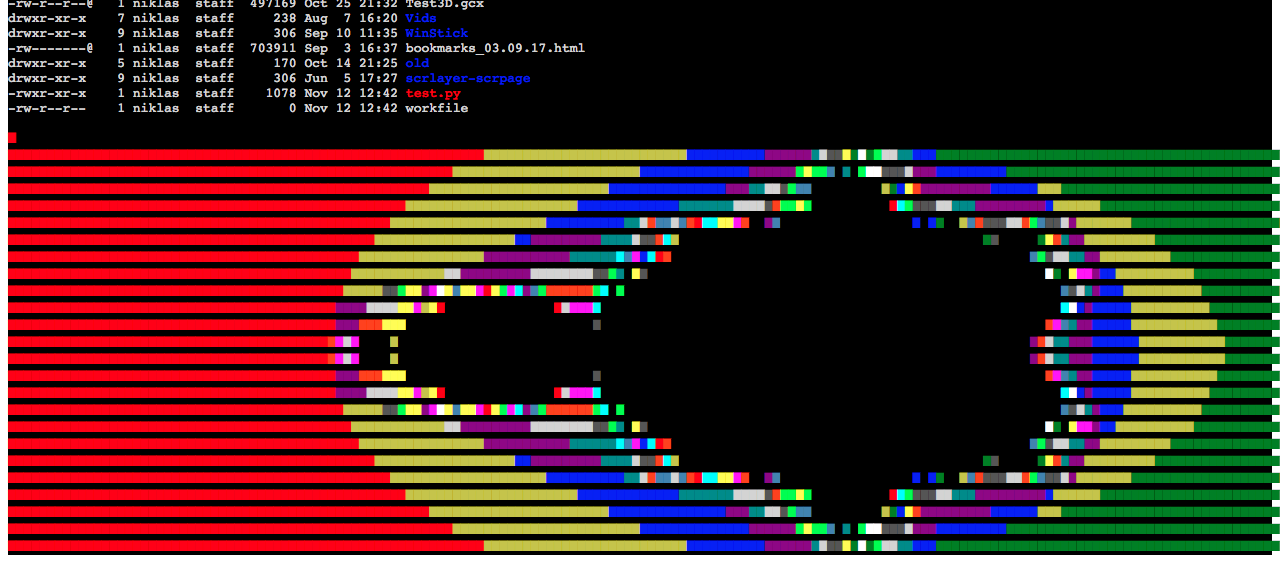 -rw-r--r--@ 1 niklas staff 497169 Oct 25 21:32 Test3D.gcx
drwxr-xr-x 7 niklas staff 238 Aug 7 16:20 Vids
drwxr-xr-x 9 niklas staff 306 Sep 10 11:35 WinStick
-rw-------@ 1 niklas staff 703911 Sep 3 16:37 bookmarks_03.09.17.html
drwxr-xr-x 5 niklas staff 170 Oct 14 21:25 old
drwxr-xr-x 9 niklas staff 306 Jun 5 17:27 scrlayer-scrpage
-rwxr-xr-x 1 niklas staff 1078 Nov 12 12:42 test.py
-rw-r--r-- 1 niklas staff 0 Nov 12 12:42 workfile